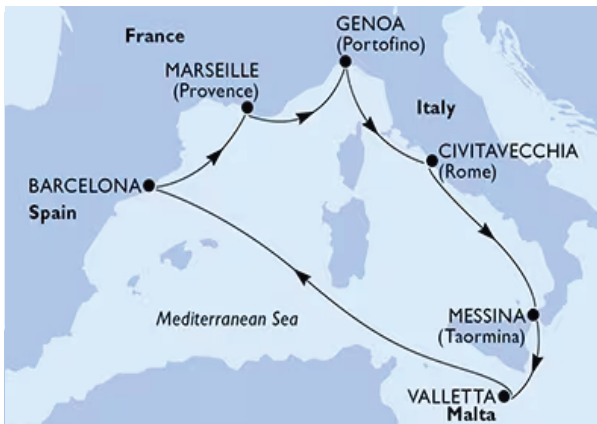 GENOA
(Portofino)
France
MARSEILLE
(Provence)
Italy
CIVITAVECCHIA
(Rome)
BARCELONA
Spain
Mediterranean Sea
MESSINA
(Taormina)
VALLETTA
Malta